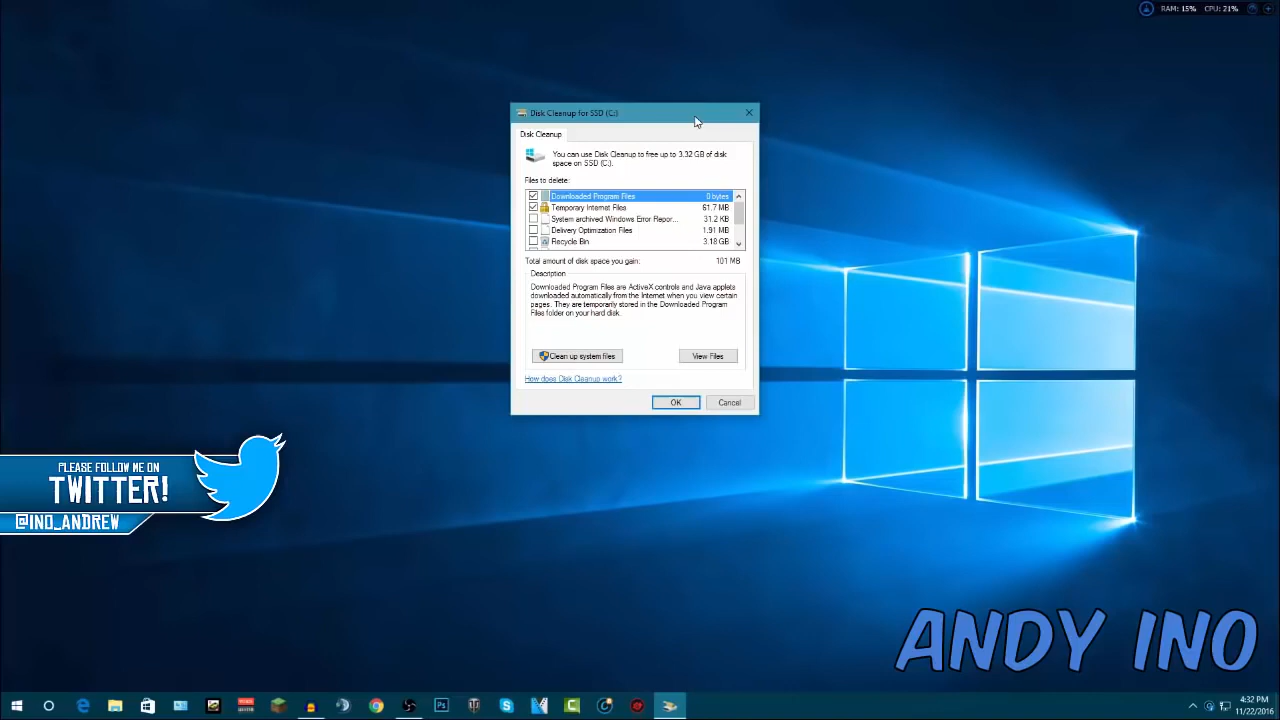 RAM: 15% CPU: 21%
Disk Cleanup for SSD (C:)
Disk Cleanup
You can use Disk Cleanup to free up to 3.32 GB of disk
space on SSD (C:).
Files to delete:
Downloaded Program Files 0 bytes
Temporary Internet Files 61.7 MB
System archived Windows Error Repor... 31.2 KB
Delivery Optimization Files 1.91 MB
Recycle Bin 3.18 GB
Total amount of disk space you gain: 101 MB
Description
Downloaded Program Files are ActiveX controls and Java applets
downloaded automatically from the Internet when you view certain
pages. They are temporarily stored in the Downloaded Program
Files folder on your hard disk.
Clean up system files
View Files
How does Disk Cleanup work?
OK
Cancel
PLEASE FOLLOW ME ON
TWITTER!
@INO_ANDREW
ANDY INO
4:32 PM
11/22/2016